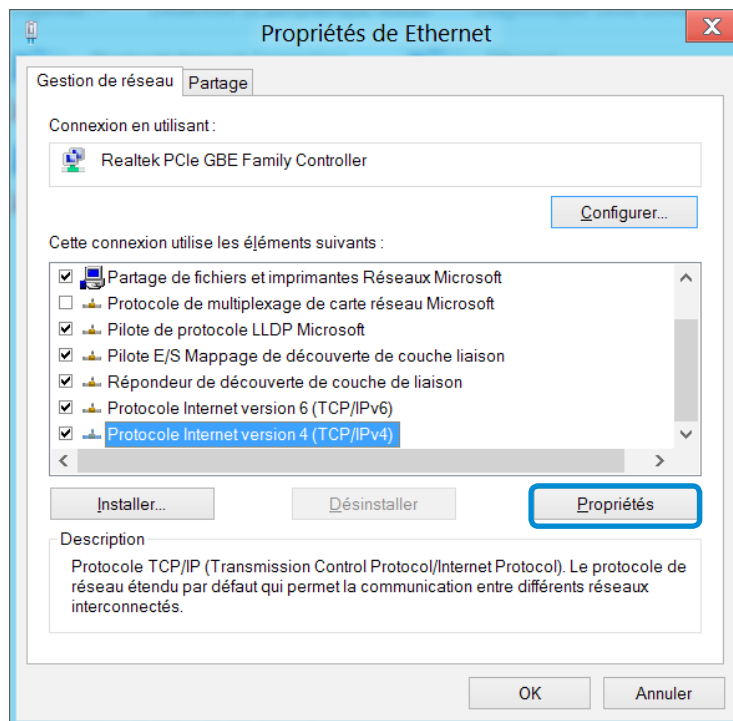 Propriétés de Ethernet
X
Gestion de réseau
Partage
Connexion en utilisant :
Realtek PCIe GBE Family Controller
Configurer...
Cette connexion utilise les éléments suivants :
Partage de fichiers et imprimantes Réseaux Microsoft
Protocole de multiplexage de carte réseau Microsoft
Pilote de protocole LLDP Microsoft
Pilote E/S Mappage de découverte de couche liaison
Répondeur de découverte de couche de liaison
Protocole Internet version 6 (TCP/IPv6)
Protocole Internet version 4 (TCP/IPv4)
Installer...
Désinstaller
Propriétés
Description
Protocole TCP/IP (Transmission Control Protocol/Internet Protocol). Le protocole de
réseau étendu par défaut qui permet la communication entre différents réseaux
interconnectés.
OK
Annuler